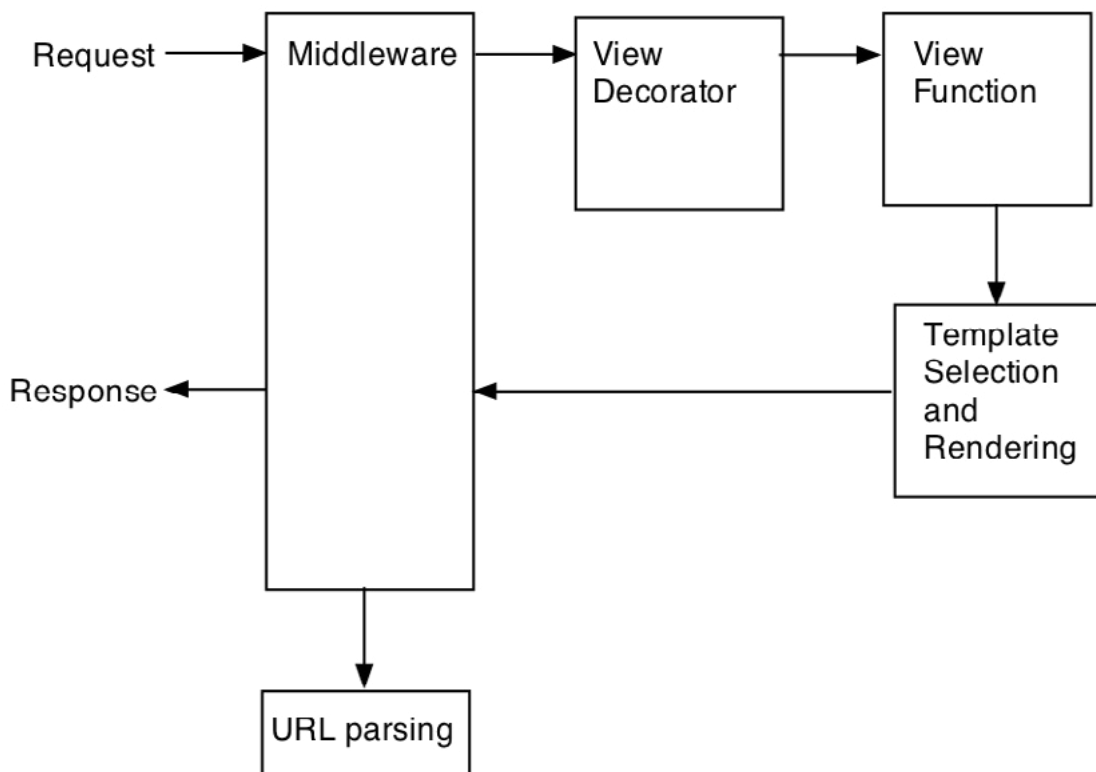 Request
Middleware
View
Decorator
View
Function
Template
Selection
and
Rendering
Response
URL parsing